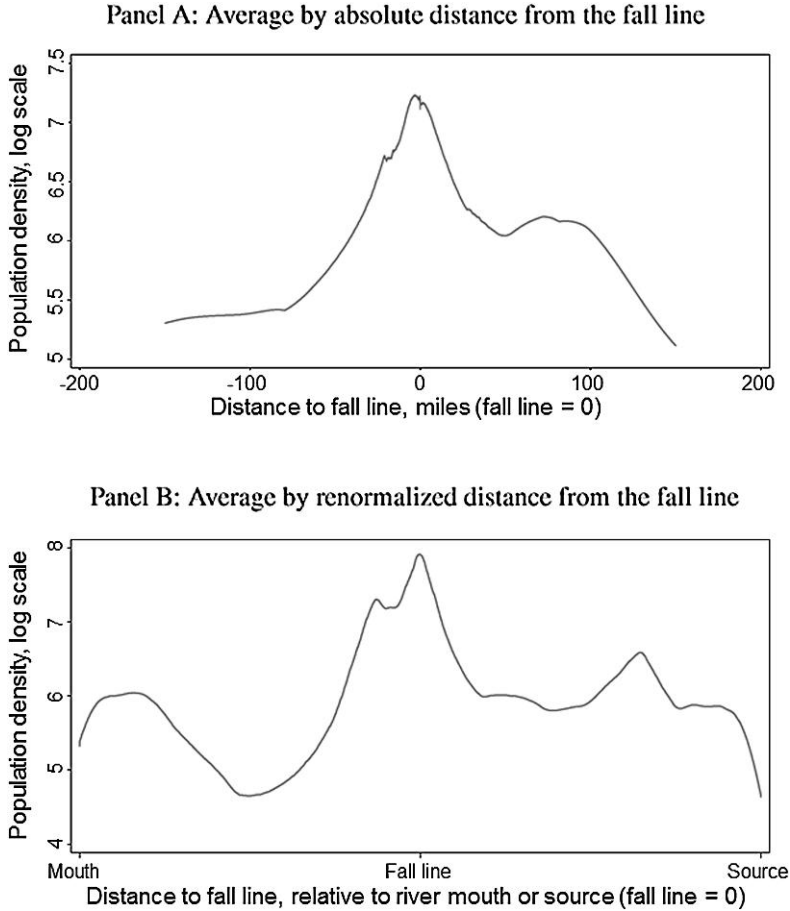 Panel A: Average by absolute distance from the fall line
Population density, log scale
7.5
7
6.5
6
5.5
5
-200
-100
0
100
200
Distance to fall line, miles (fall line = 0)
Panel B: Average by renormalized distance from the fall line
Population density, log scale
8
7
6
5
4
Mouth
Fall line
Source
Distance to fall line, relative to river mouth or source (fall line = 0)